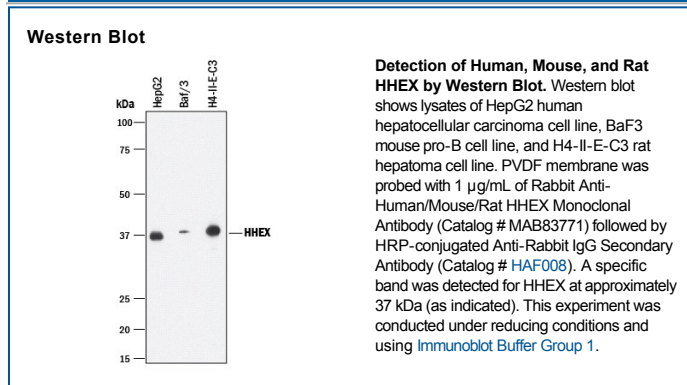 Western Blot
kDa
HepG2
Baf/3
H4-II-E-C3
100
75
50
37
25
20
15
HHEX
Detection of Human, Mouse, and Rat
HHEX by Western Blot. Western blot
shows lysates of HepG2 human
hepatocellular carcinoma cell line, BaF3
mouse pro-B cell line, and H4-II-E-C3 rat
hepatoma cell line. PVDF membrane was
probed with 1 µg/mL of Rabbit Anti-
Human/Mouse/Rat HHEX Monoclonal
Antibody (Catalog # MAB83771) followed by
HRP-conjugated Anti-Rabbit IgG Secondary
Antibody (Catalog # HAF008). A specific
band was detected for HHEX at approximately
37 kDa (as indicated). This experiment was
conducted under reducing conditions and
using Immunoblot Buffer Group 1.